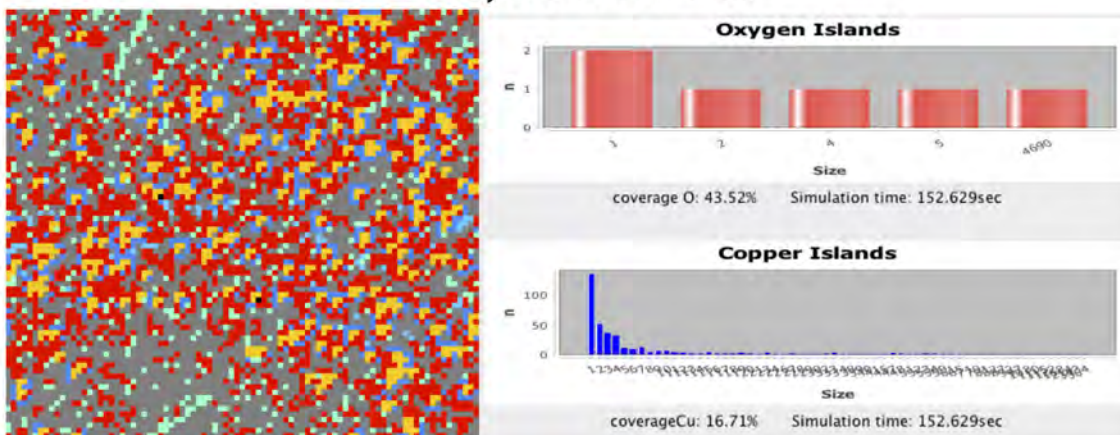 Oxygen Islands
2
1
0
n
1 2 4 5 4690
Size
coverage O: 43.52% Simulation time: 152.629sec
Copper Islands
100
50
0
n
Size
coverageCu: 16.71% Simulation time: 152.629sec